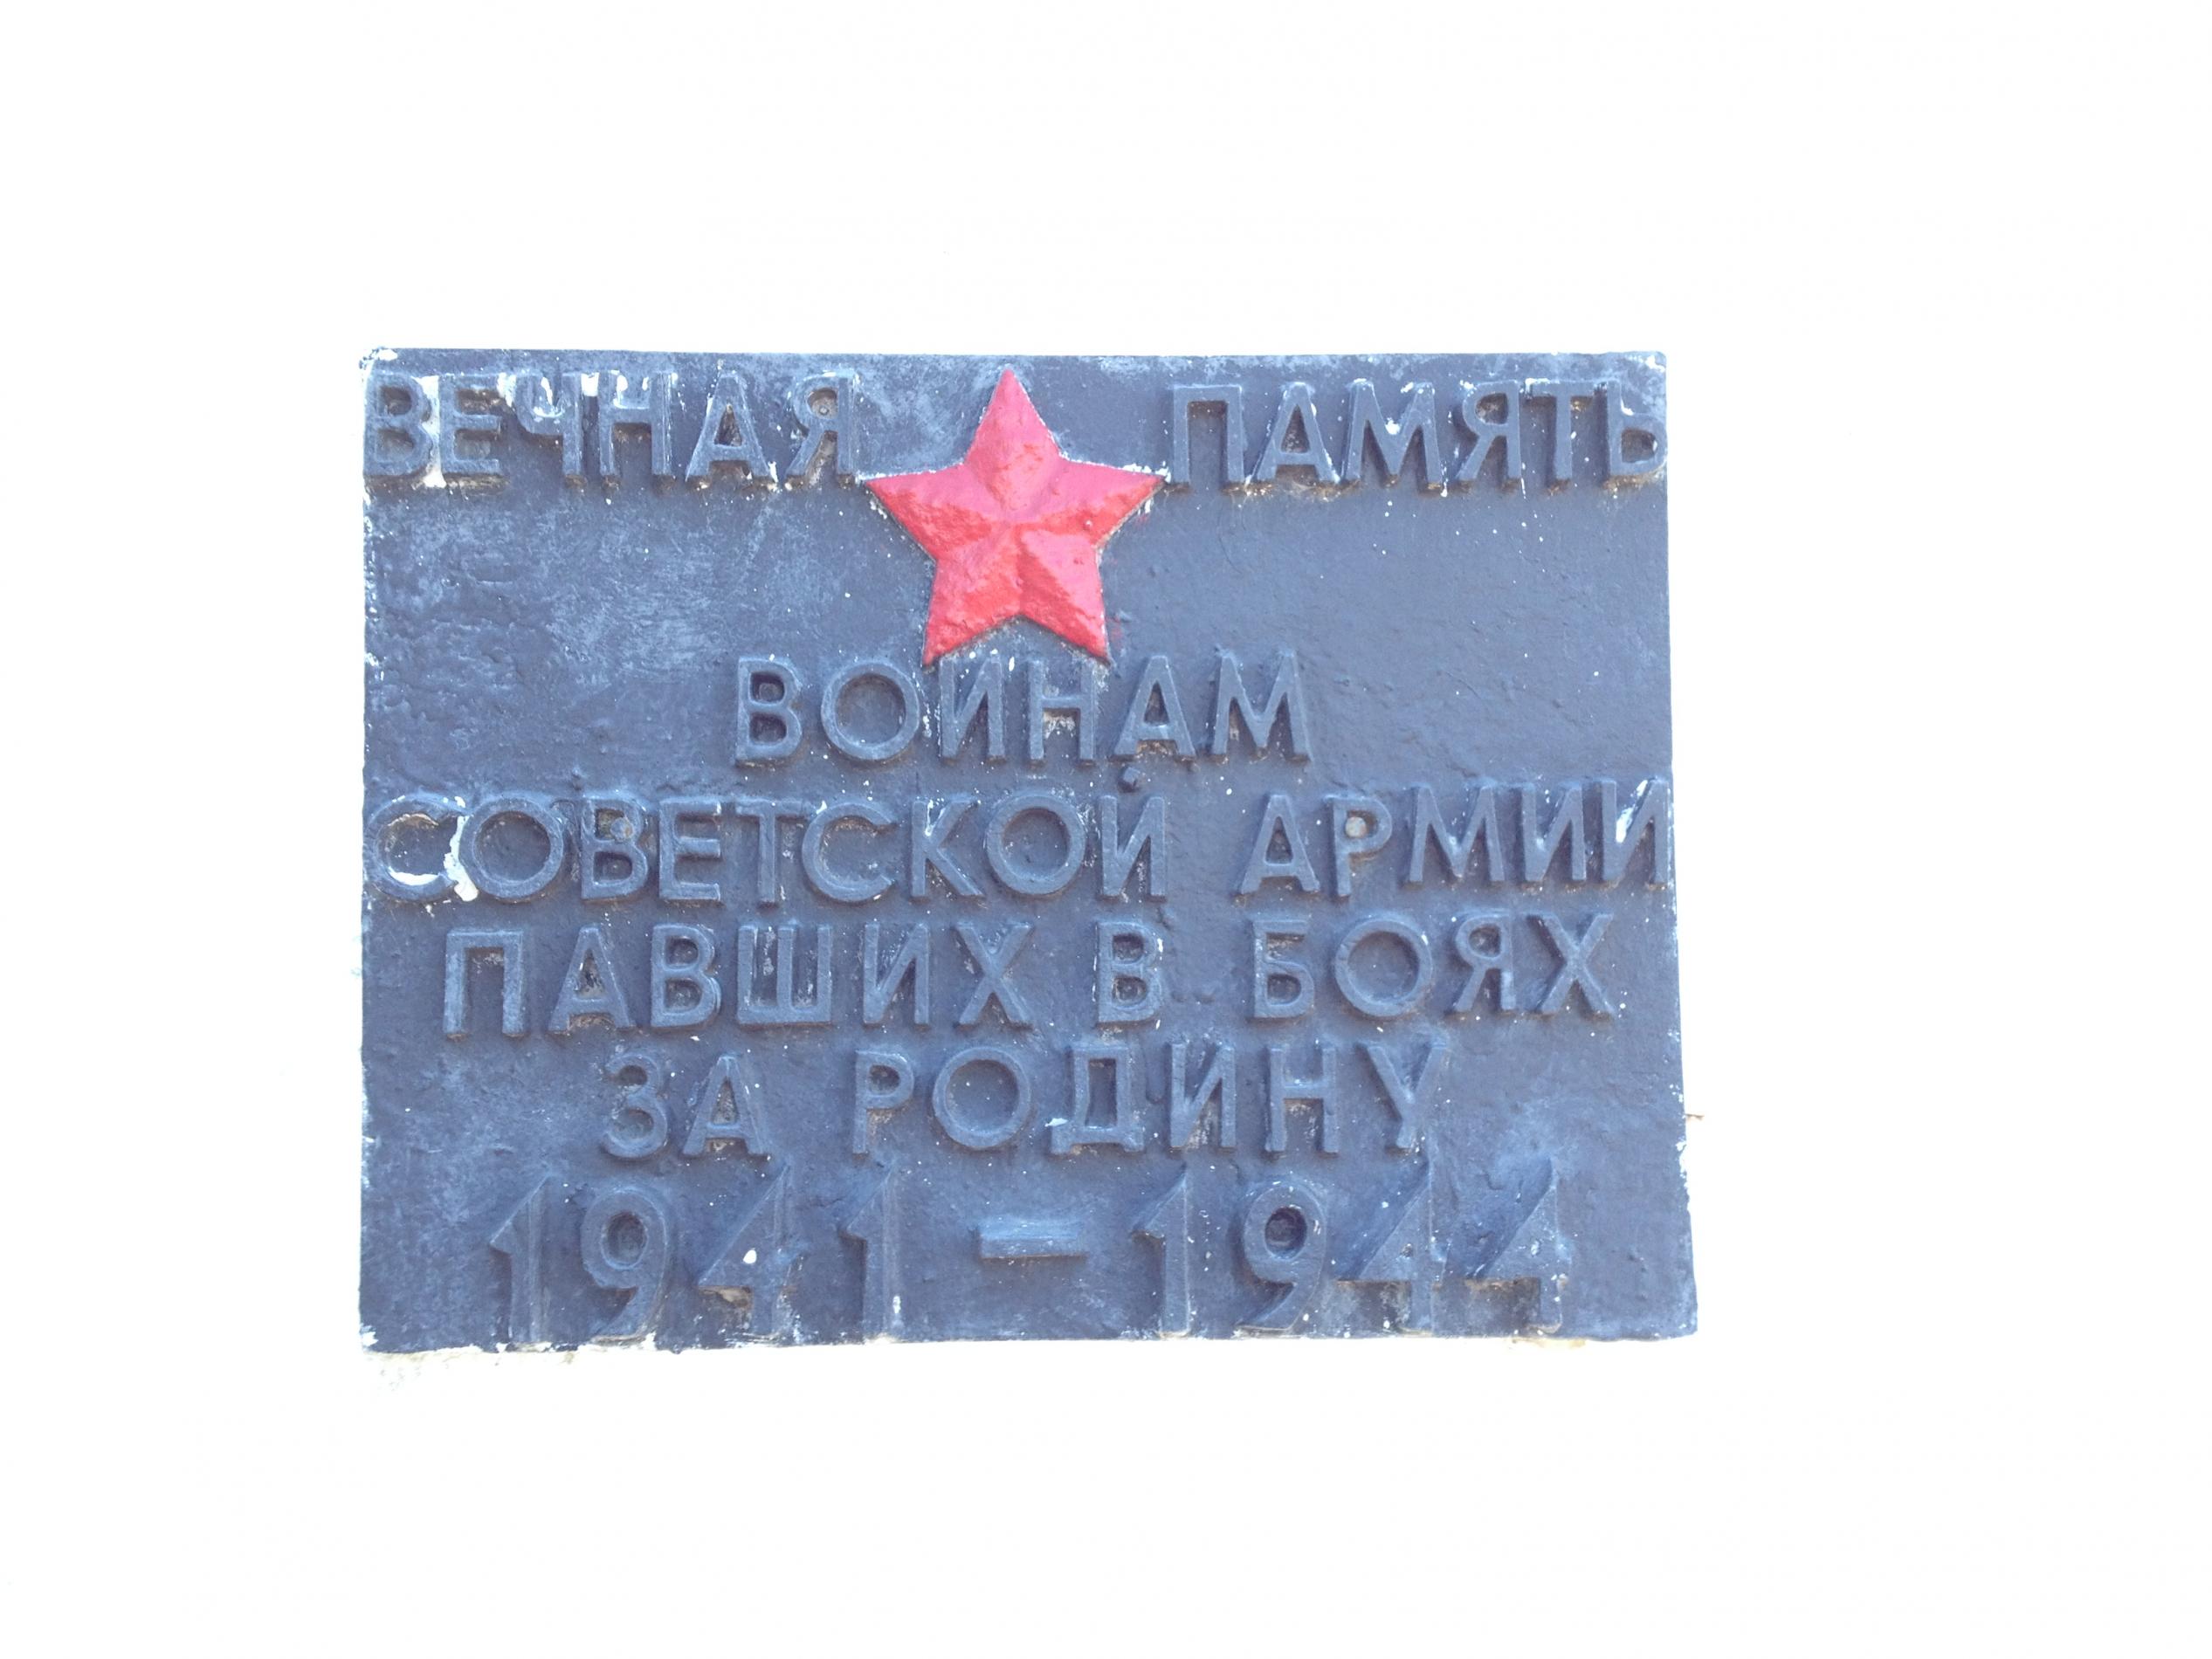 ВЕЧНАЯ ПАМЯТЬ
ВОИНАМ
СОВЕТСКОЙ АРМИИ
ПАВШИХ В БОЯХ
ЗА РОДИНУ
1941 – 1944